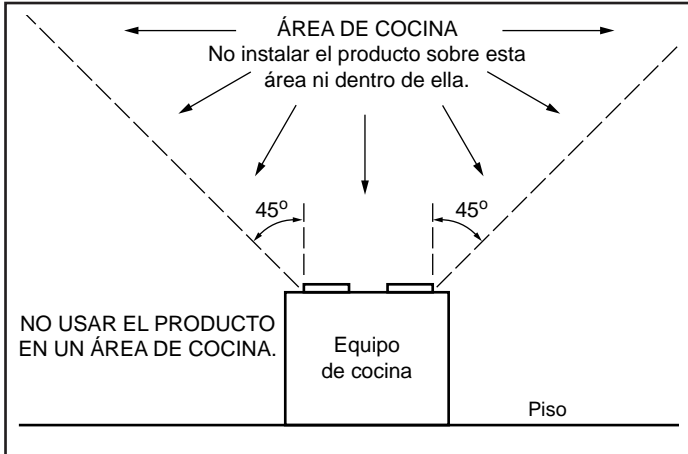 ÁREA DE COCINA
No instalar el producto sobre esta
área ni dentro de ella.
45º
45º
NO USAR EL PRODUCTO
EN UN ÁREA DE COCINA.
Equipo
de cocina
Piso